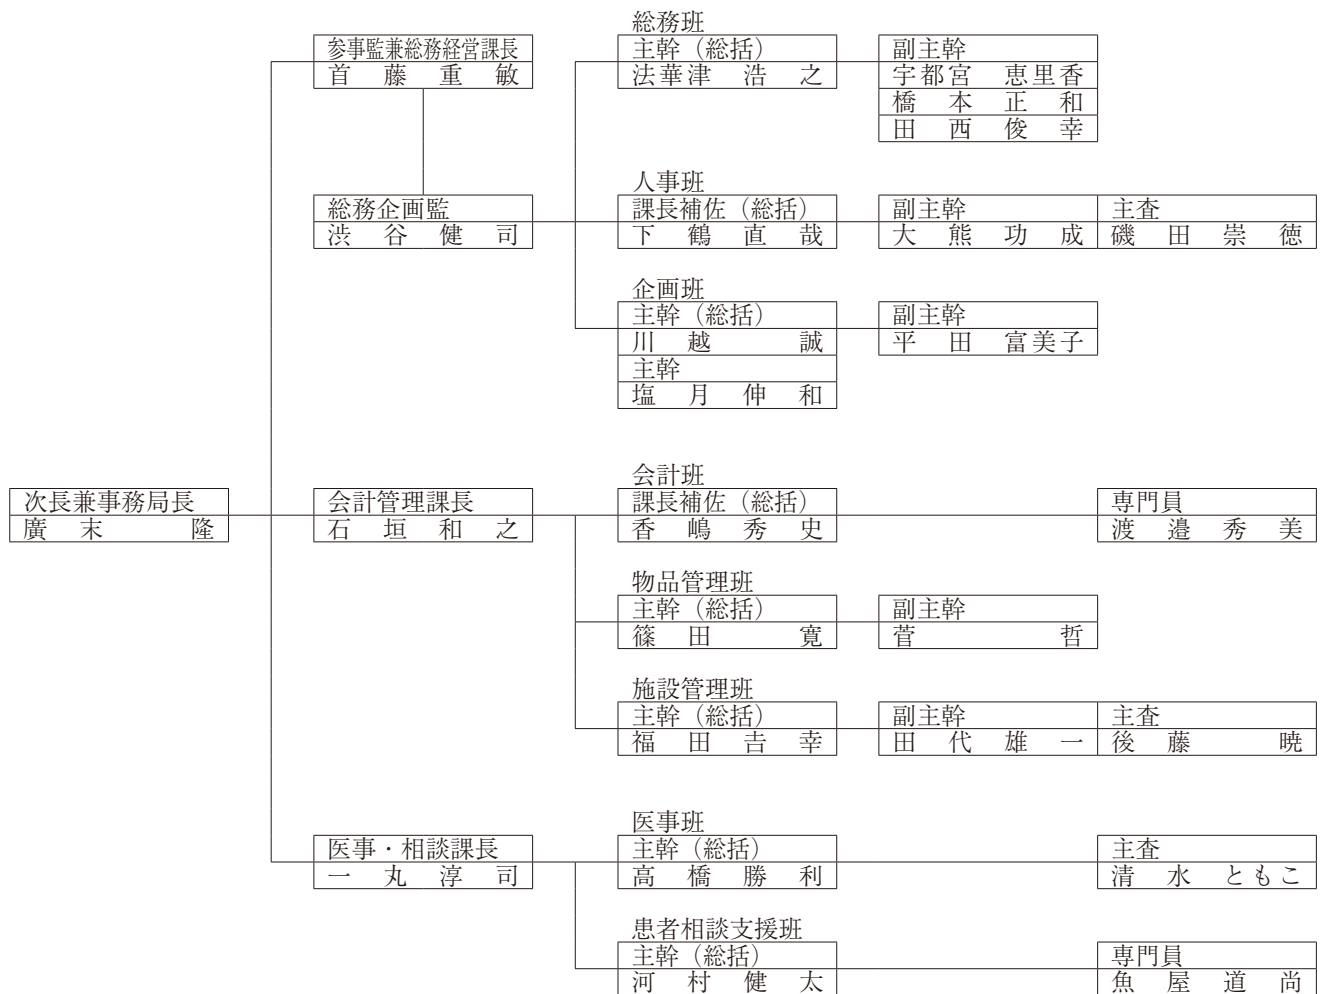 総務班
参事監兼総務経営課長 主幹（総括） 副主幹
首藤重敏 法華津浩之 宇都宮恵里香
橋本正和
田西俊幸
人事班
総務企画監 課長補佐（総括） 副主幹 主査
渋谷健司 下鶴直哉 大熊功成 磯田崇徳
企画班
主幹（総括） 副主幹
川越誠 平田富美子
主幹
塩月伸和
会計班
次長兼事務局長 会計管理課長 課長補佐（総括） 専門員
廣末隆 石垣和之 香嶋秀史 渡邉秀美
物品管理班
主幹（総括） 副主幹
篠田寛 菅哲
施設管理班
主幹（総括） 副主幹 主査
福田𠮷幸 田代雄一 後藤暁
医事班
医事・相談課長 主幹（総括） 主査
一丸淳司 高橋勝利 清水ともこ
患者相談支援班
主幹（総括） 専門員
河村健太 魚屋道尚